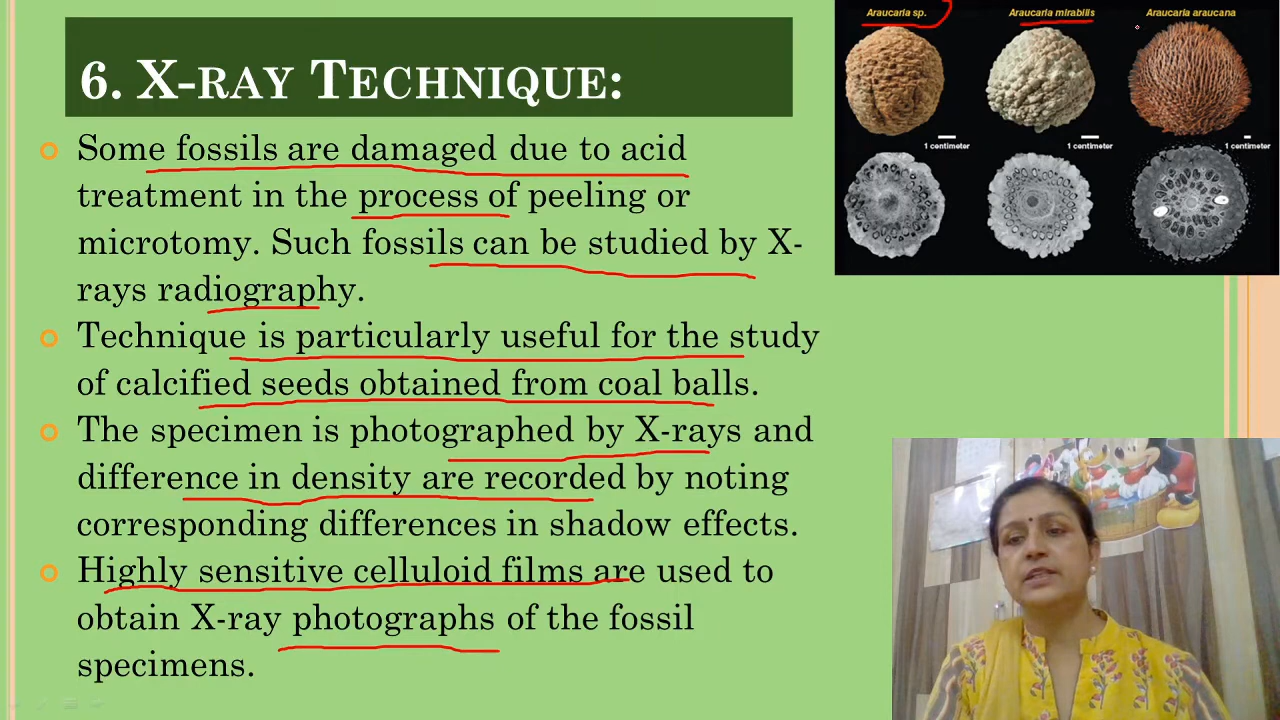 6. X-RAY TECHNIQUE:
Araucaria sp.
Araucaria mirabilis
Araucaria araucana
1 centimeter
1 centimeter
1 centimeter
Some fossils are damaged due to acid
treatment in the process of peeling or
microtomy. Such fossils can be studied by X-
rays radiography.
Technique is particularly useful for the study
of calcified seeds obtained from coal balls.
The specimen is photographed by X-rays and
difference in density are recorded by noting
corresponding differences in shadow effects.
Highly sensitive celluloid films are used to
obtain X-ray photographs of the fossil
specimens.